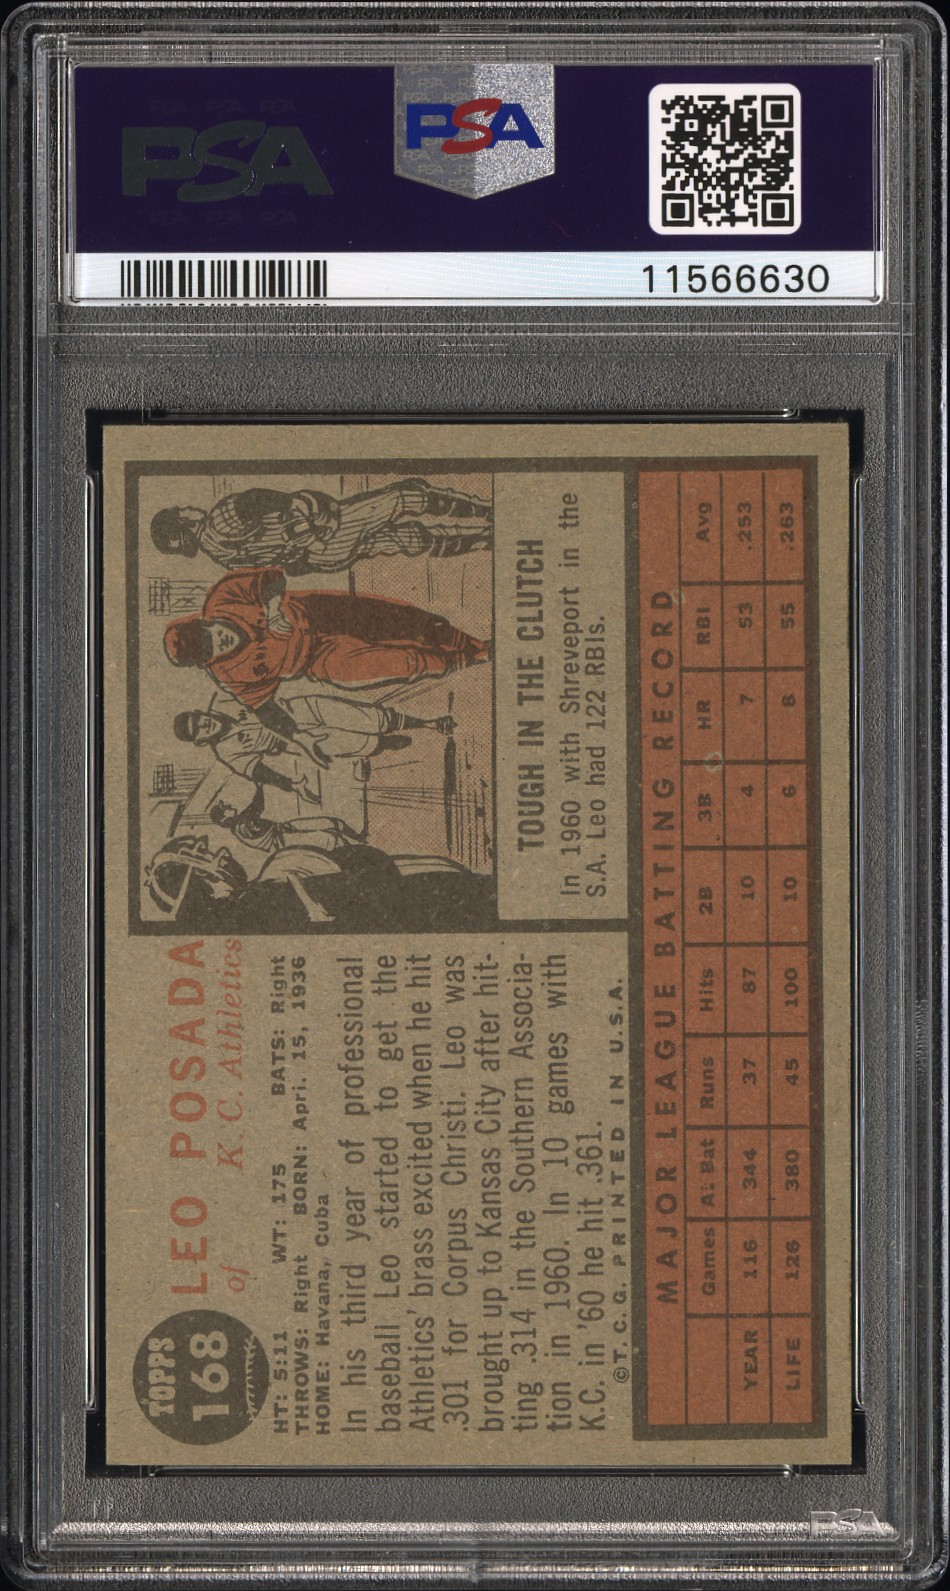 PSA
PSA
11566630
TOPPS
168
LEO POSADA
of K. C. Athletics
HT: 5:11 WT: 175 BATS: Right
THROWS: Right BORN: Apri. 15, 1936
HOME: Havana, Cuba
In his third year of professional
baseball Leo started to get the
Athletics' brass excited when he hit
.301 for Corpus Christi. Leo was
brought up to Kansas City after hit-
ting .314 in the Southern Associa-
tion in 1960. In 10 games with
K.C. in '60 he hit .361.
©T. C. G. PRINTED IN U.S.A.
TOUGH IN THE CLUTCH
In 1960 with Shreveport in the
S.A. Leo had 122 RBIs.
MAJOR LEAGUE BATTING RECORD
Games At Bat Runs Hits 2B 3B HR RBI Avg
YEAR 116 344 37 87 10 4 7 53 .253
LIFE 126 380 45 100 10 6 8 55 .263
PSA